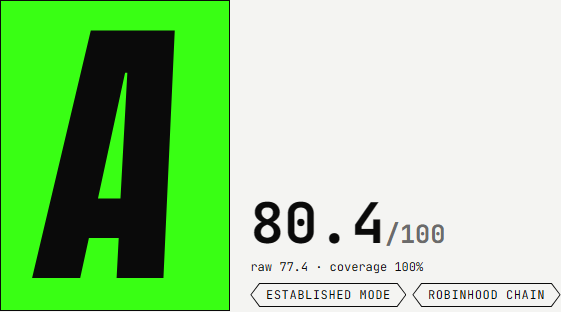 A
80.4/100
raw 77.4 · coverage 100%
ESTABLISHED MODE ROBINHOOD CHAIN